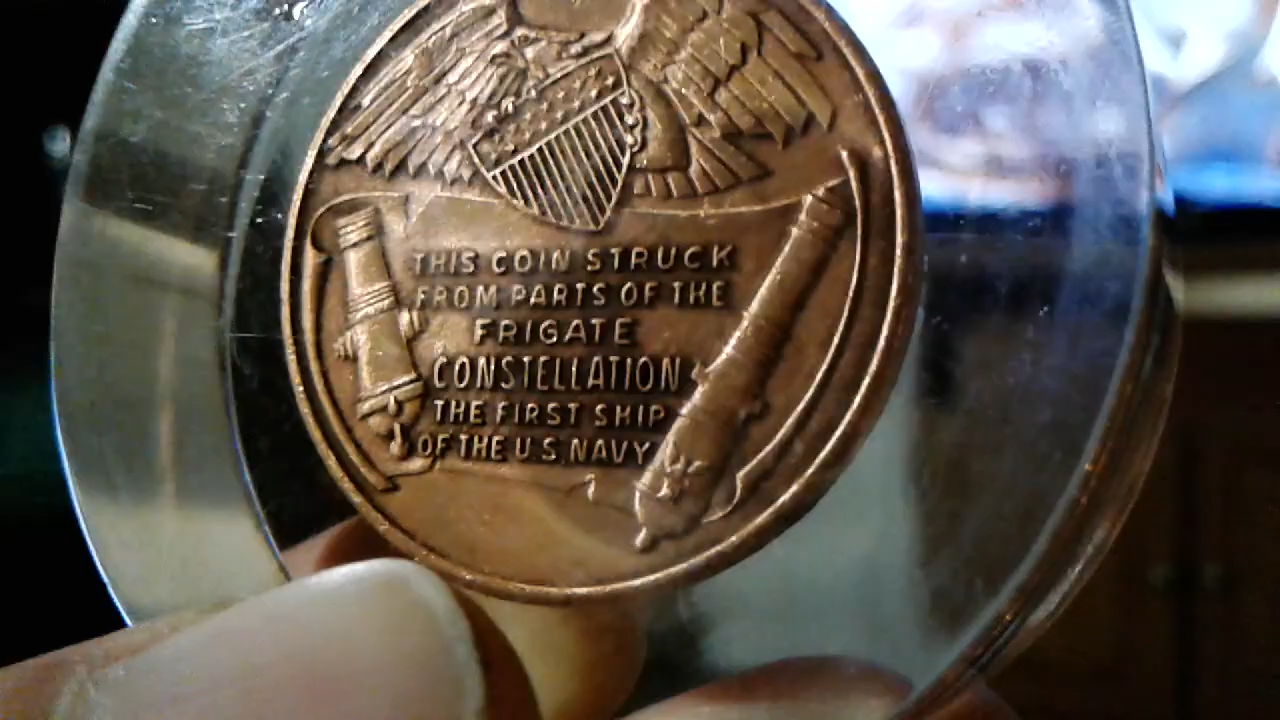 THIS COIN STRUCK
FROM PARTS OF THE
FRIGATE
CONSTELLATION
THE FIRST SHIP
OF THE U.S. NAVY